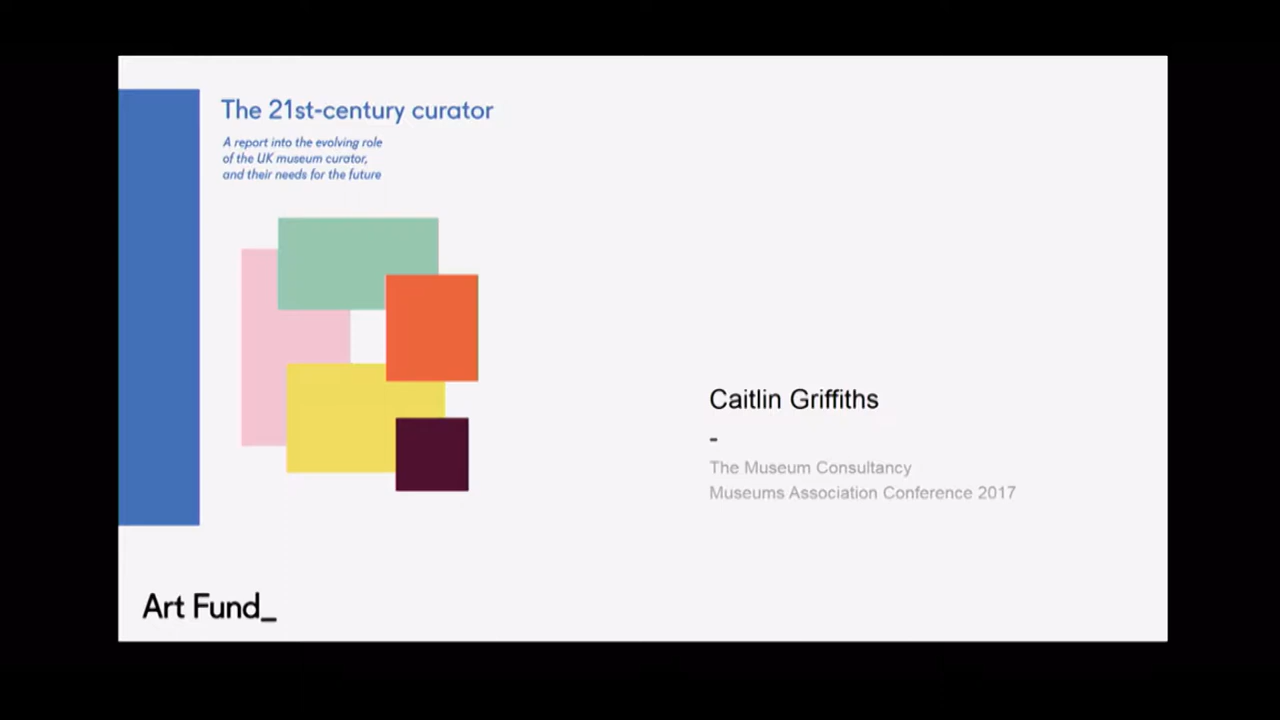 The 21st-century curator
A report into the evolving role
of the UK museum curator,
and their needs for the future
Caitlin Griffiths
-
The Museum Consultancy
Museums Association Conference 2017
Art Fund_